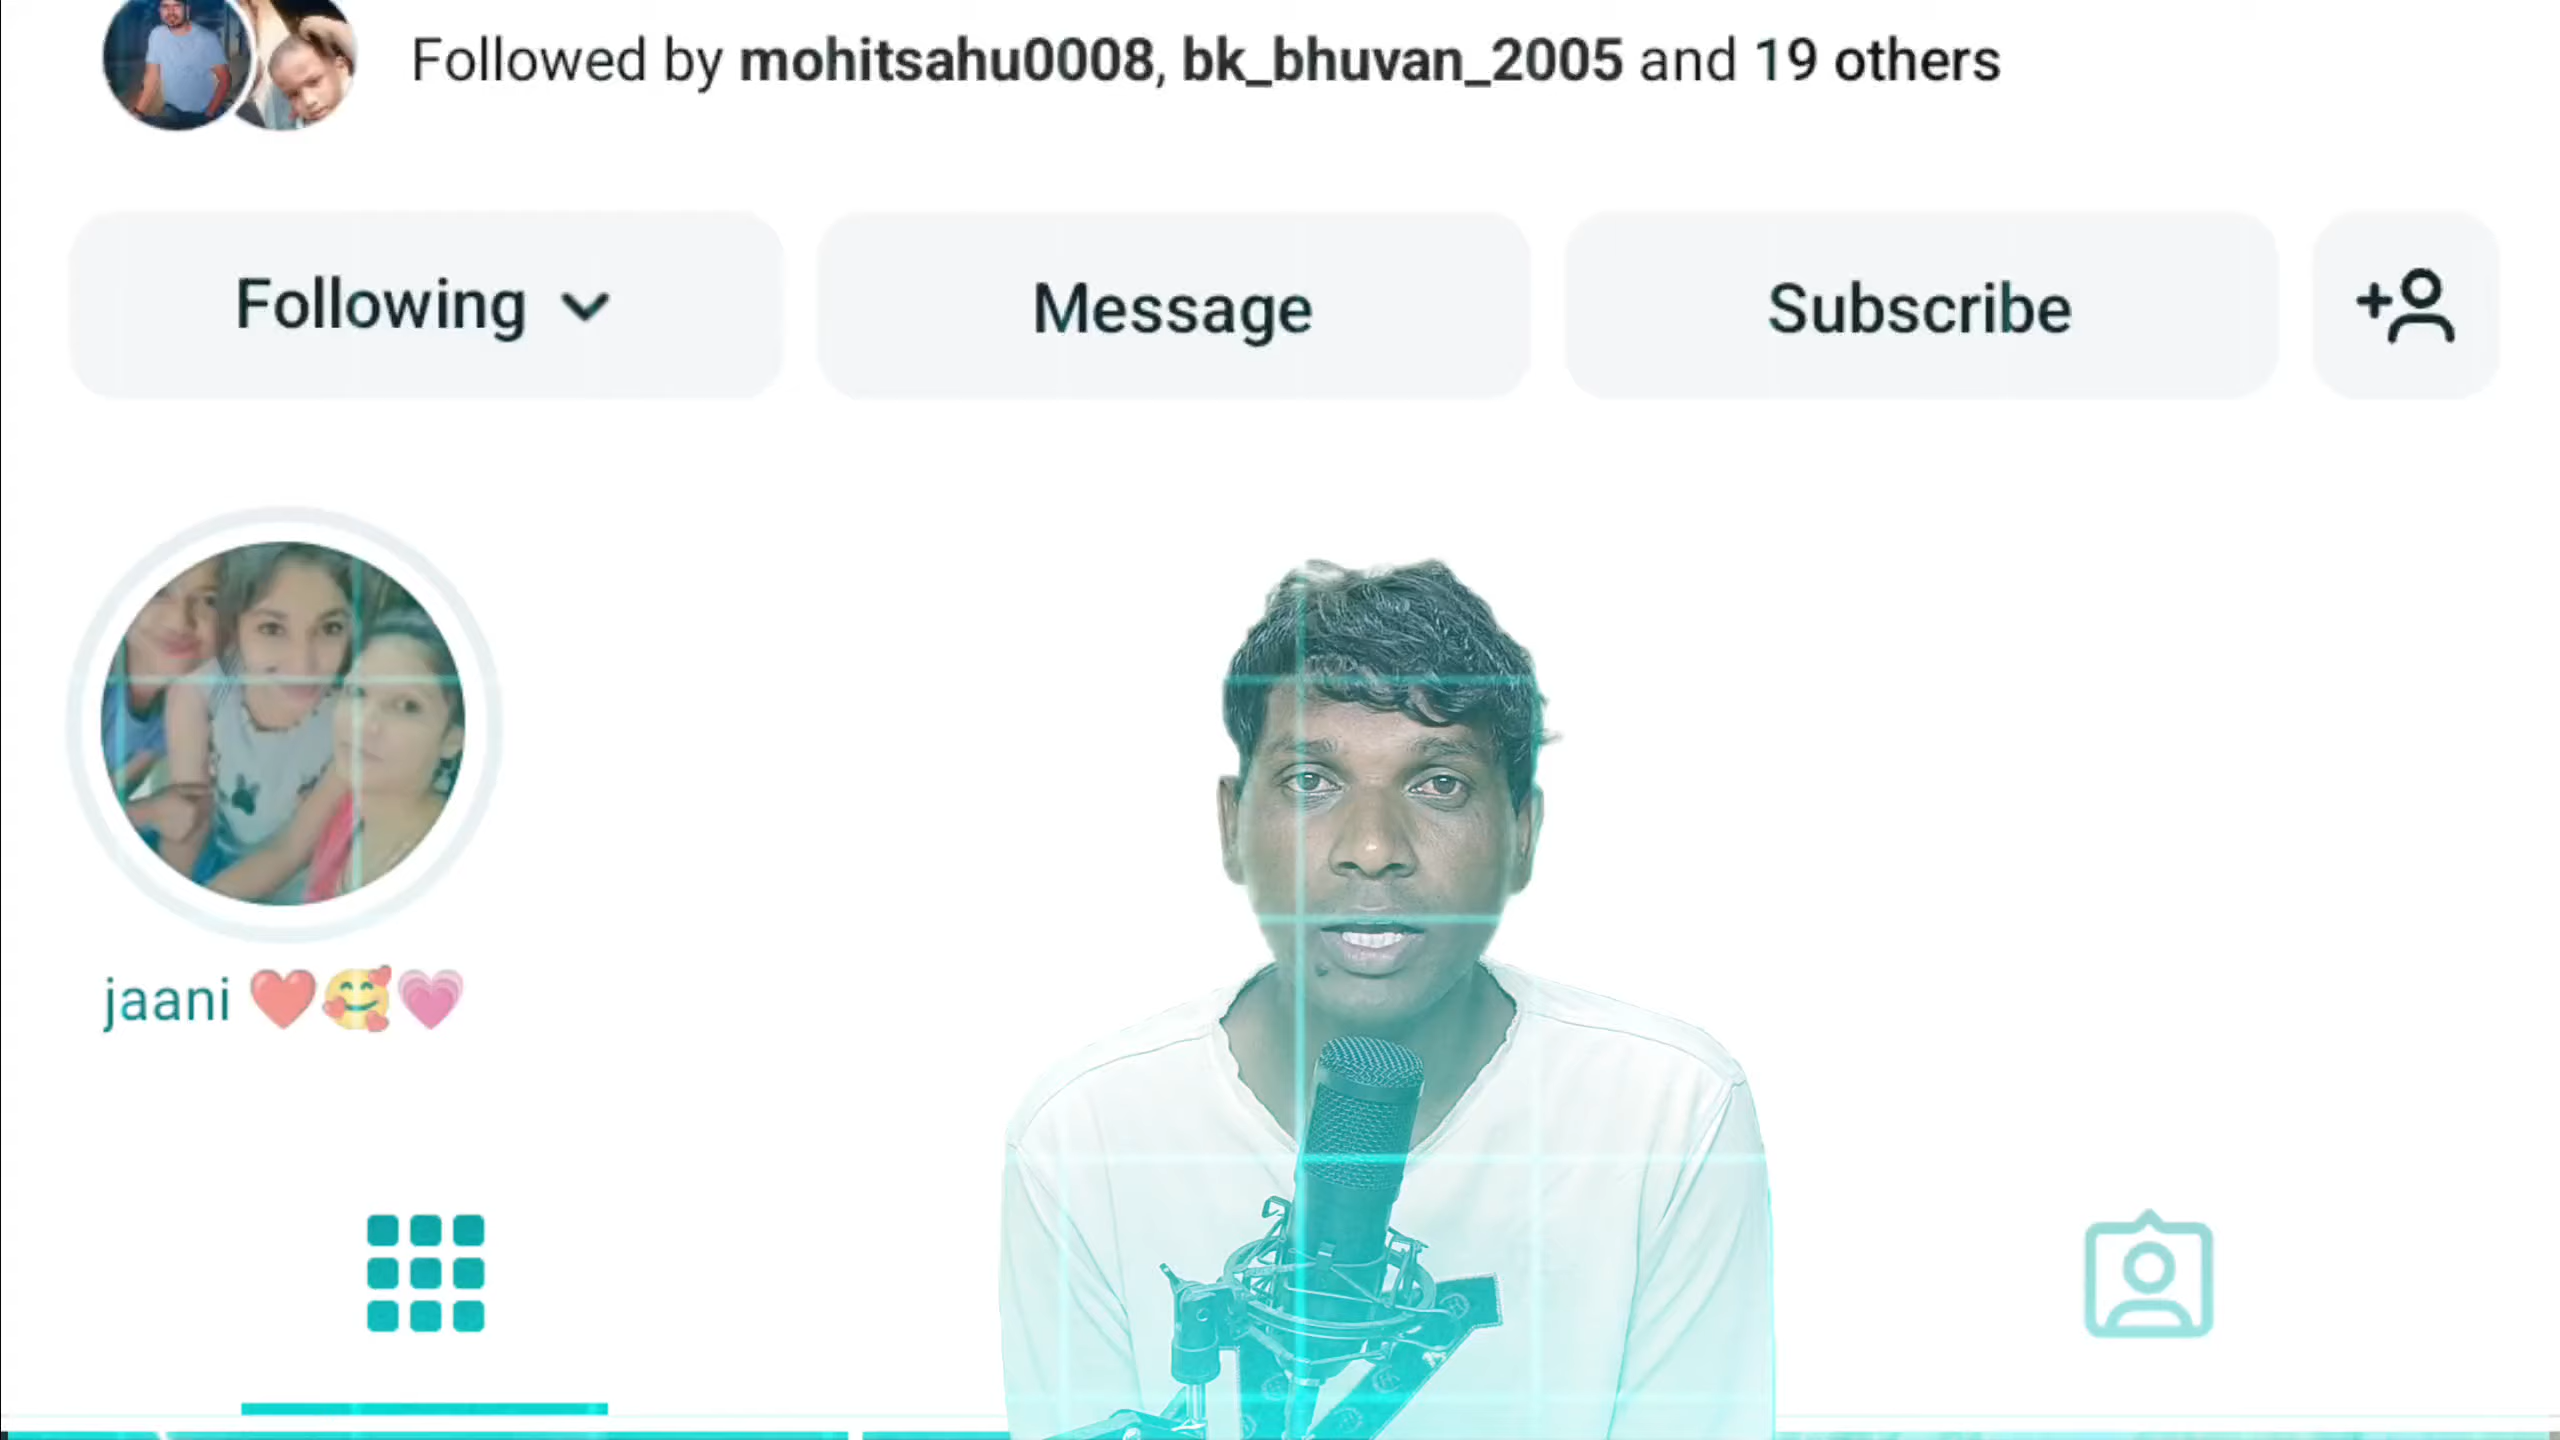 Followed by mohitsahu0008, bk_bhuvan_2005 and 19 others
Following
Message
Subscribe
jaani ❤️🥰💗